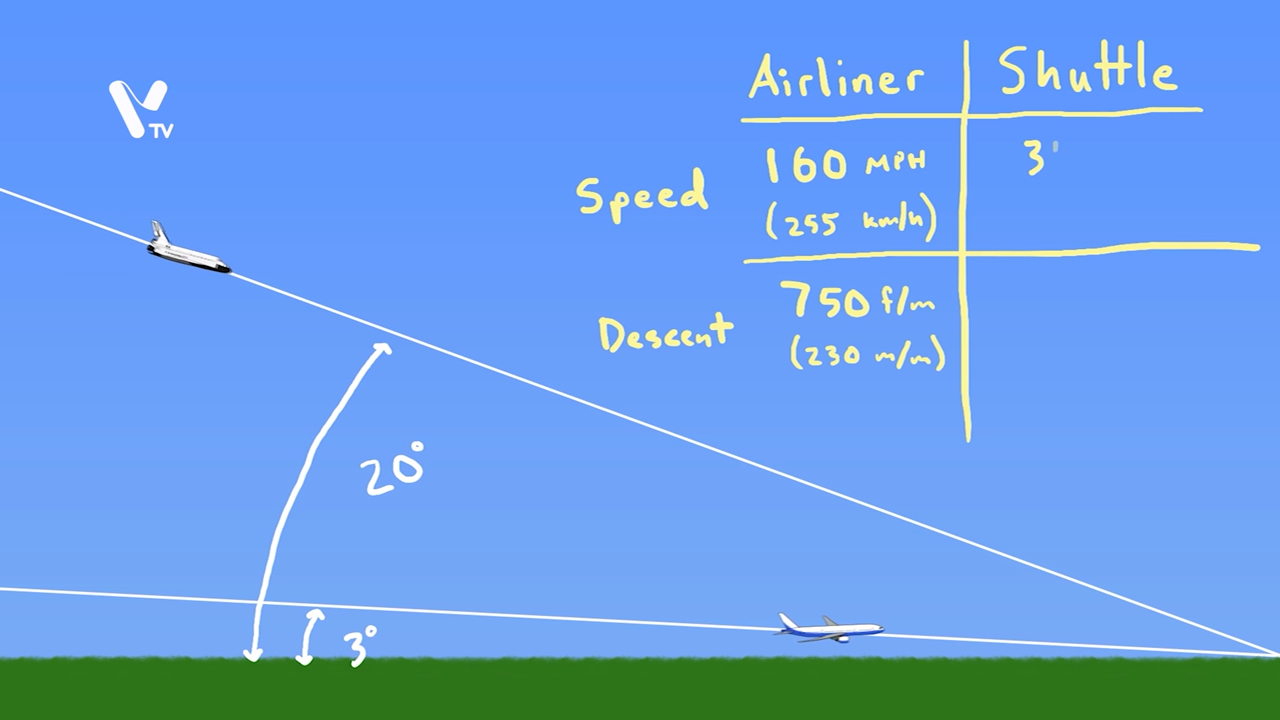 TV
Airliner Shuttle
Speed 160 MPH 3
(255 km/h)
Descent 750 f/m
(230 m/m)
20°
3°